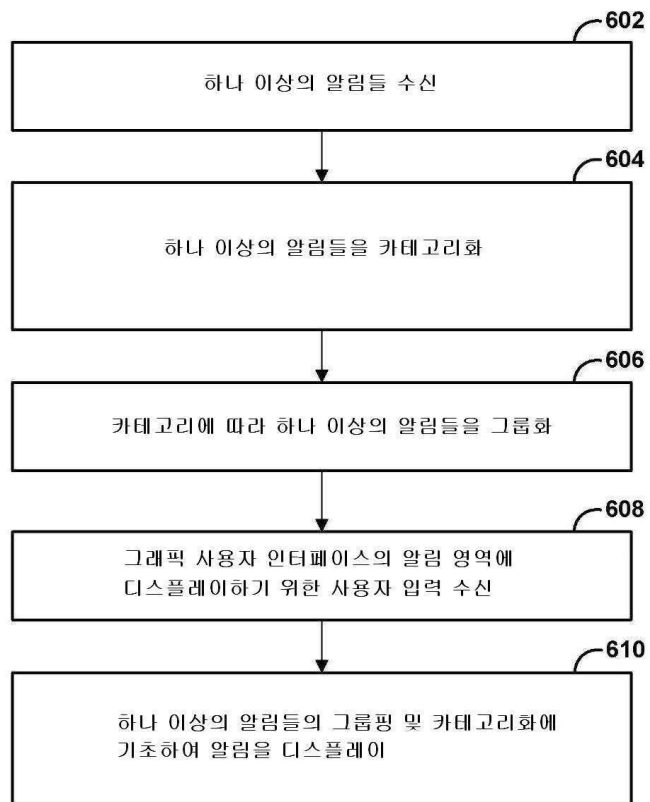 602
하나 이상의 알림들 수신
604
하나 이상의 알림들을 카테고리화
606
카테고리에 따라 하나 이상의 알림들을 그룹화
608
그래픽 사용자 인터페이스의 알림 영역에
디스플레이하기 위한 사용자 입력 수신
610
하나 이상의 알림들의 그룹핑 및 카테고리화에
기초하여 알림을 디스플레이